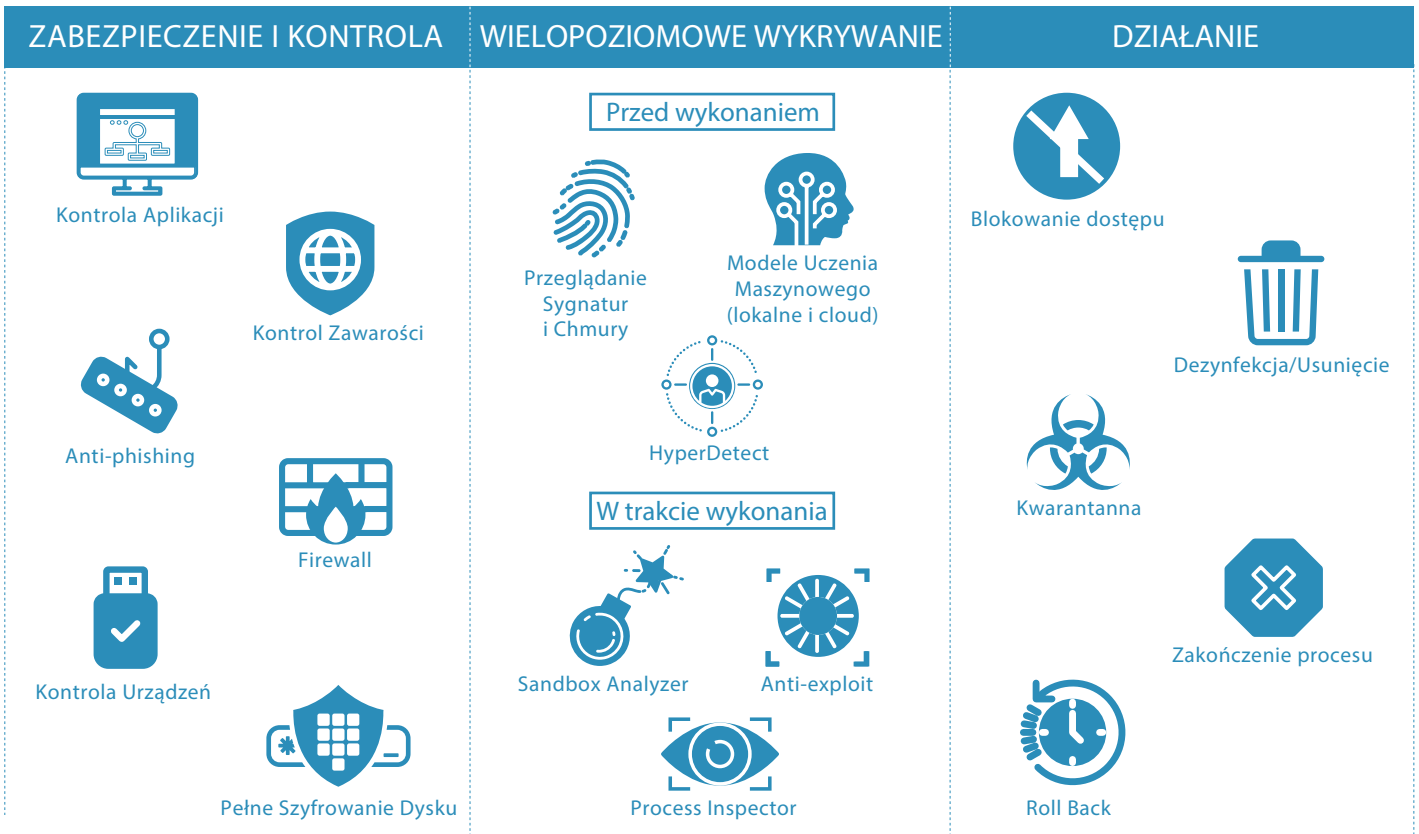 ZABEZPIECZENIE I KONTROLA
Kontrola Aplikacji
Kontrol Zawarości
Anti-phishing
Firewall
Kontrola Urządzeń
Pełne Szyfrowanie Dysku
WIELOPOZIOMOWE WYKRYWANIE
Przed wykonaniem
Przeglądanie
Sygnatur
i Chmury
Modele Uczenia
Maszynowego
(lokalne i cloud)
HyperDetect
W trakcie wykonania
Sandbox Analyzer
Anti-exploit
Process Inspector
DZIAŁANIE
Blokowanie dostępu
Dezynfekcja/Usunięcie
Kwarantanna
Zakończenie procesu
Roll Back